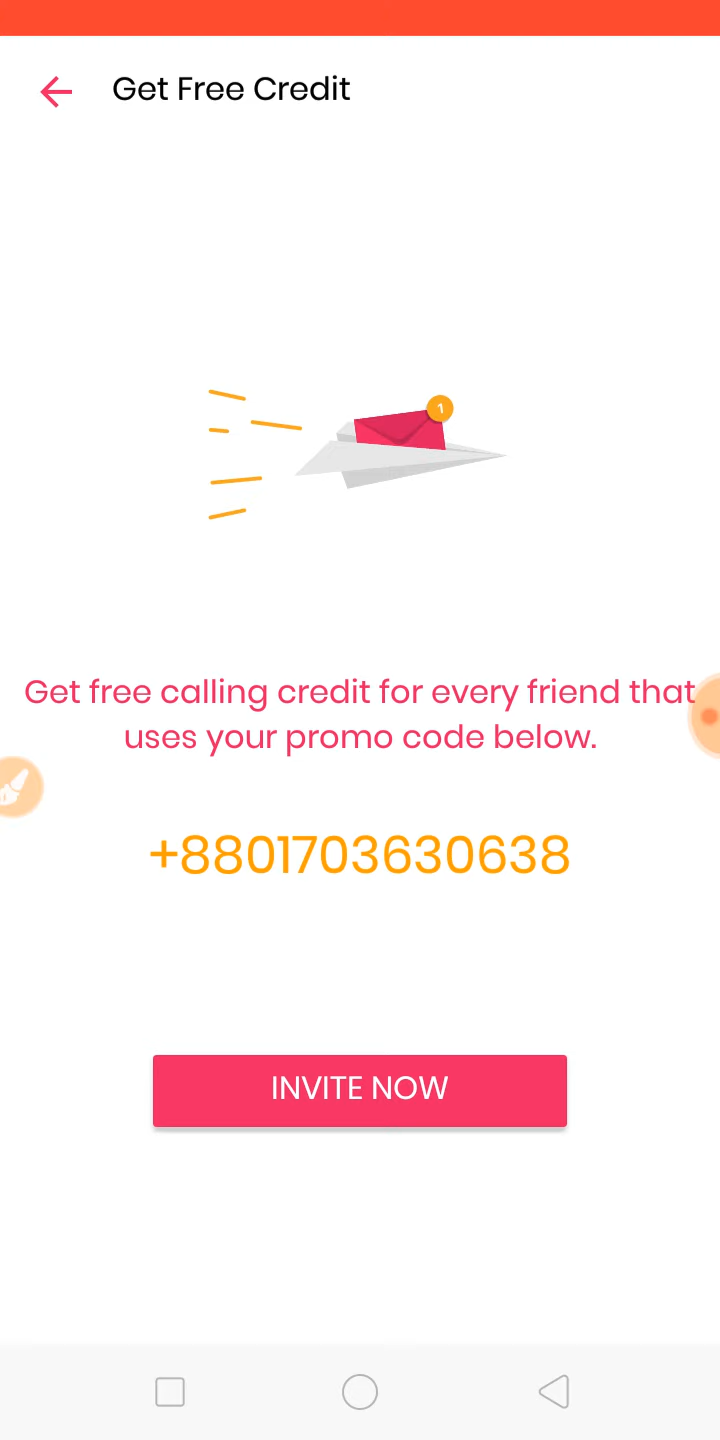 Get Free Credit
1
Get free calling credit for every friend that
uses your promo code below.
+8801703630638
INVITE NOW